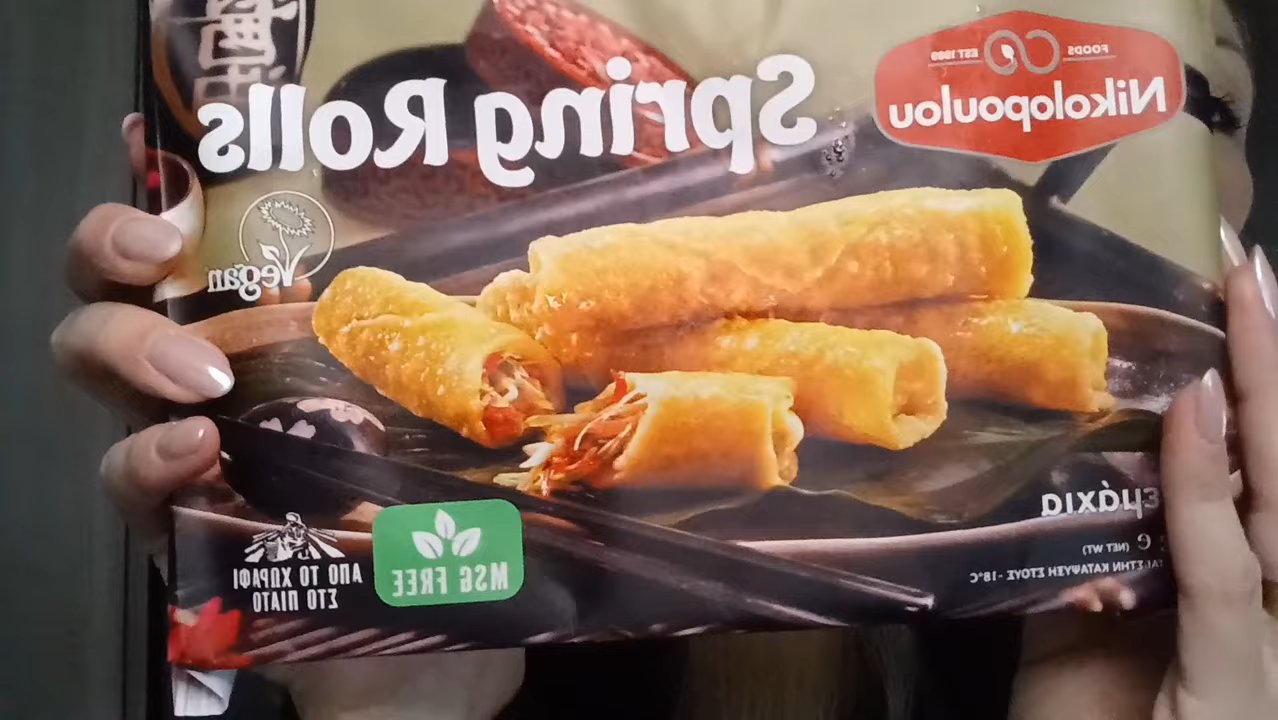 Nikolopoulou
FOODS EST 1989
Spring Rolls
Vegan
MSG FREE
ΑΠΟ ΤΟ ΧΩΡΑΦΙ
ΣΤΟ ΠΙΑΤΟ
e (NET WT)
ΣΤΗΝ ΚΑΤΑΨΥΞΗ ΣΤΟΥΣ -18°C